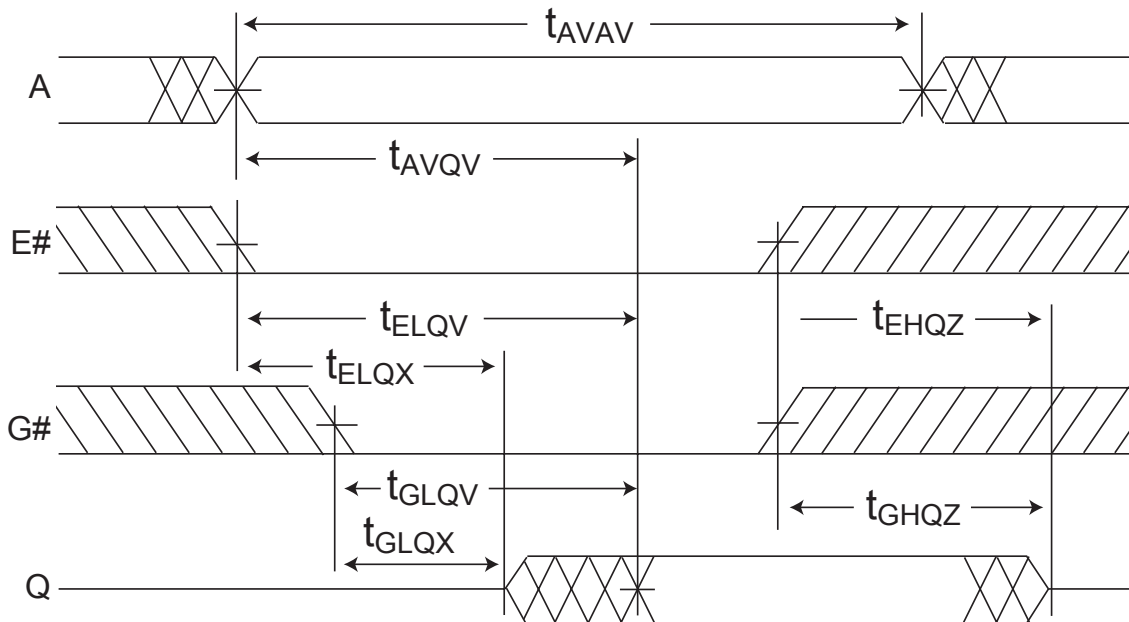 tAVAV
A
tAVQV
E#
tELQV tEHQZ
tELQX
G#
tGLQV tGHQZ
tGLQX
Q